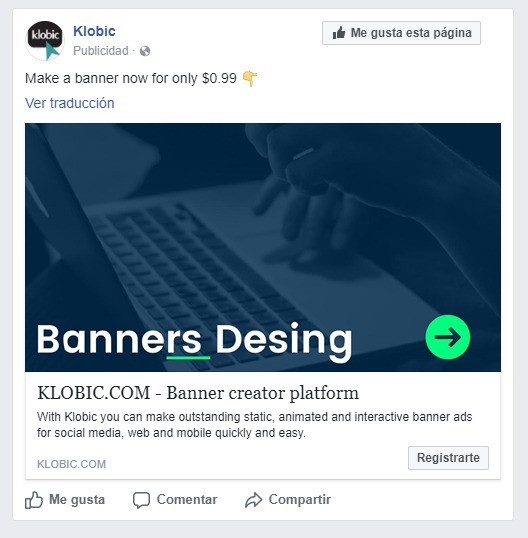 klobic
Klobic
Me gusta esta página
Publicidad ·
Make a banner now for only $0.99 👉
Ver traducción
Banners Desing
KLOBIC.COM - Banner creator platform
With Klobic you can make outstanding static, animated and interactive banner ads
for social media, web and mobile quickly and easy.
KLOBIC.COM
Registrarte
Me gusta
Comentar
Compartir